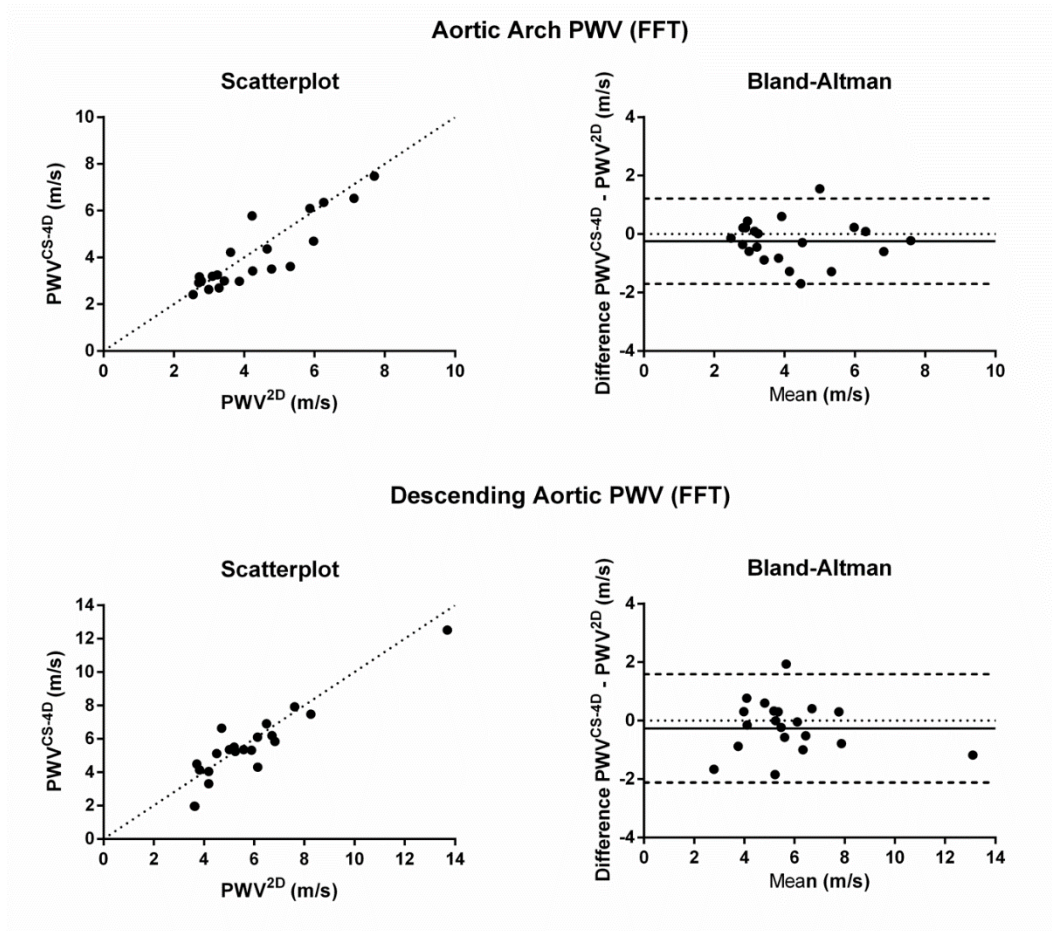 Aortic Arch PWV (FFT)
Scatterplot
Bland-Altman
PWV^CS-4D (m/s)
10
8
6
4
2
0
0 2 4 6 8 10
PWV^2D (m/s)
Difference PWV^CS-4D - PWV^2D (m/s)
4
2
0
-2
-4
0 2 4 6 8 10
Mean (m/s)
Descending Aortic PWV (FFT)
Scatterplot
Bland-Altman
PWV^CS-4D (m/s)
14
12
10
8
6
4
2
0
0 2 4 6 8 10 12 14
PWV^2D (m/s)
Difference PWV^CS-4D - PWV^2D (m/s)
4
2
0
-2
-4
0 2 4 6 8 10 12 14
Mean (m/s)